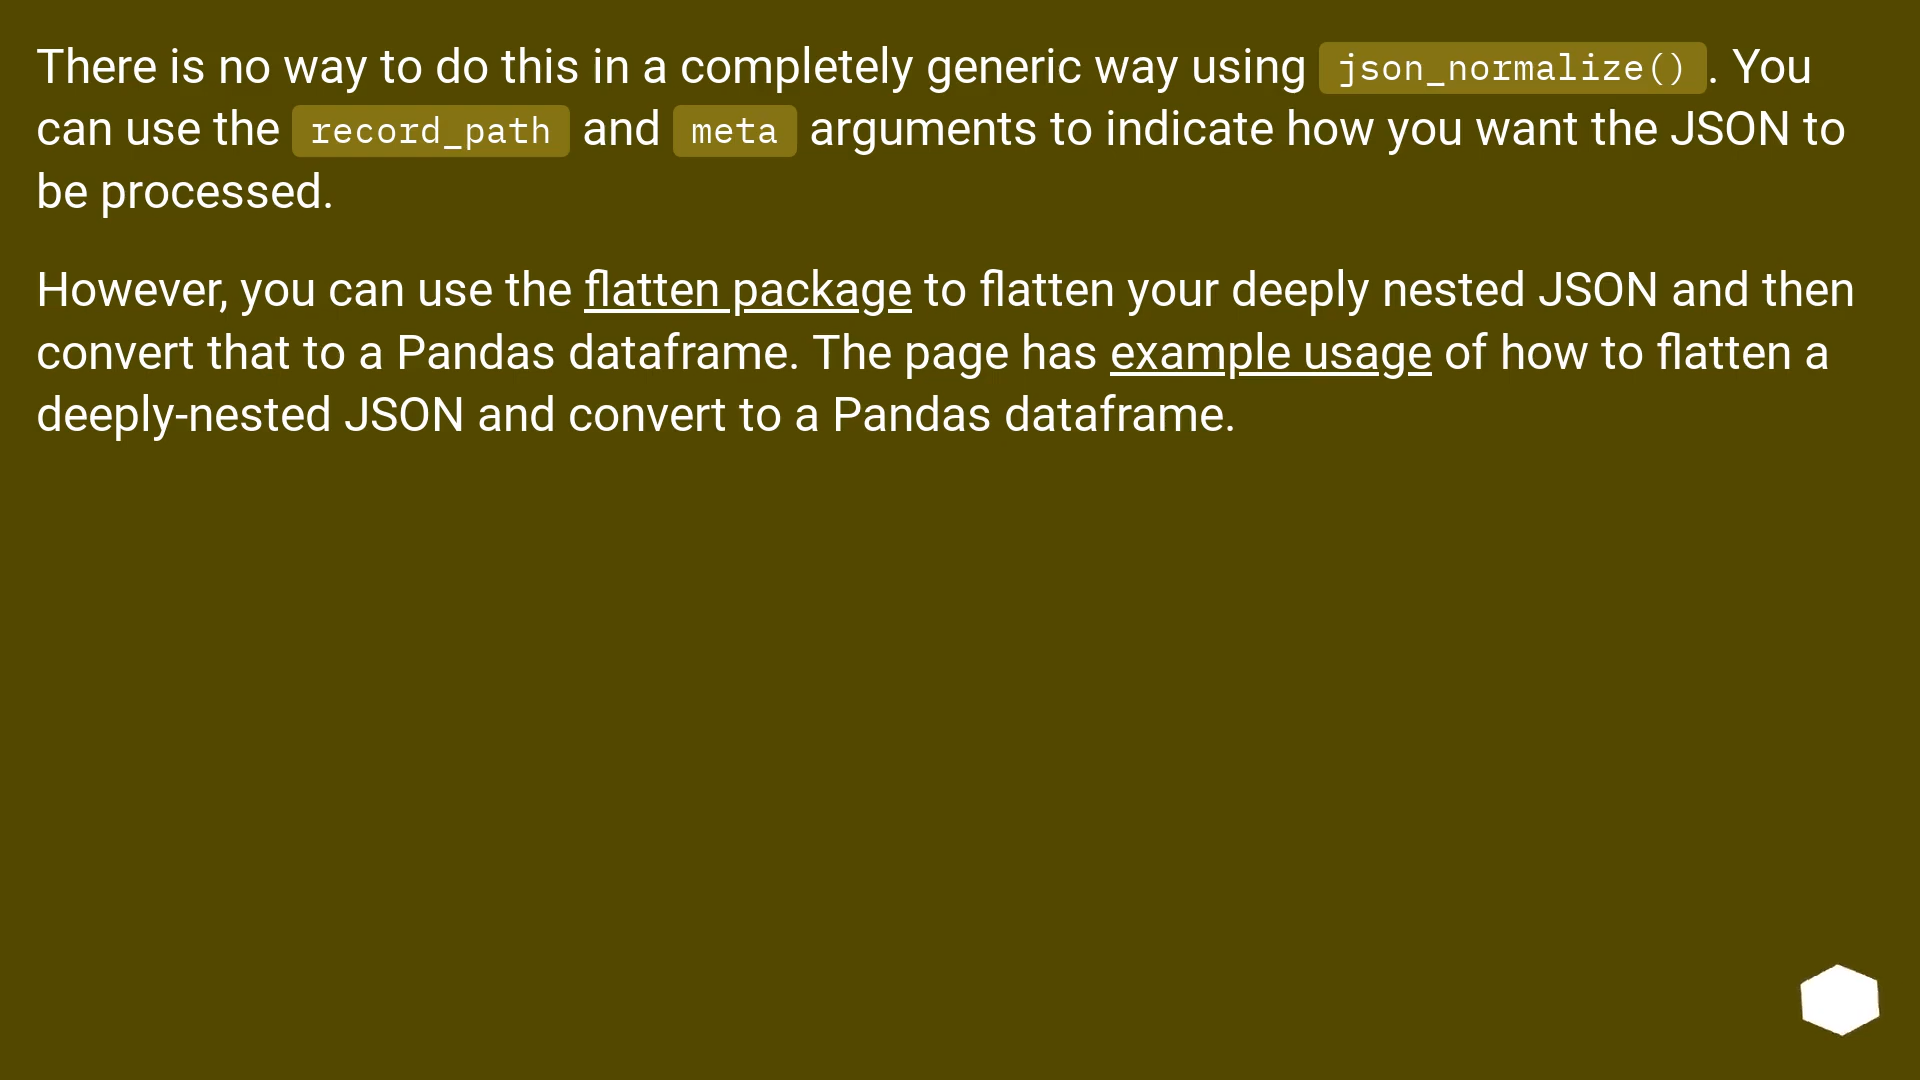 There is no way to do this in a completely generic way using json_normalize(). You
can use the record_path and meta arguments to indicate how you want the JSON to
be processed.
However, you can use the flatten package to flatten your deeply nested JSON and then
convert that to a Pandas dataframe. The page has example usage of how to flatten a
deeply-nested JSON and convert to a Pandas dataframe.